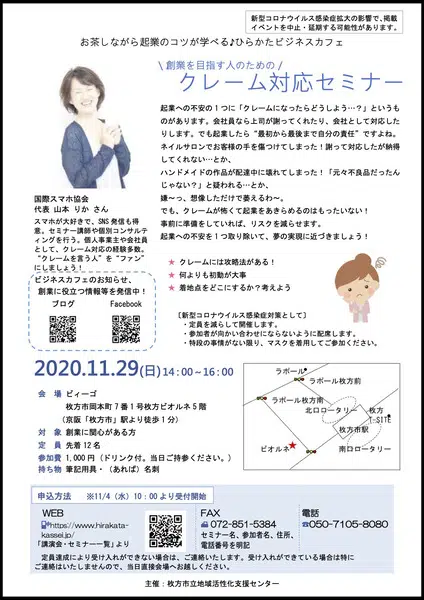 新型コロナウイルス感染症拡大の影響で、掲載
イベントを中止・延期する可能性があります。
お茶しながら起業のコツが学べる♪ひらかたビジネスカフェ
\ 創業を目指す人のための /
クレーム対応セミナー
起業への不安の1つに「クレームになったらどうしよう…？」というも
のがあります。会社員なら上司が謝ってくれたり、会社として対応した
りします。でも起業したら“最初から最後まで自分の責任”ですよね。
ネイルサロンでお客様の手を傷つけてしまった！謝って対応したが納得
してくれない…とか、
ハンドメイドの作品が配達中に壊れてしまった！「元々不良品だったん
じゃない？」と疑われる…とか、
嫌〜っ、想像しただけで萎えるわ〜。
でも、クレームが怖くて起業をあきらめるのはもったいない！
事前に準備をしていれば、リスクを減らせます。
起業への不安を1つ取り除いて、夢の実現に近づきましょう！
国際スマホ協会
代表 山本 りか さん
スマホが大好きで、SNS発信も得
意。セミナー講師や個別コンサルティ
ングを行う。個人事業主や会社員
として、クレーム対応の経験多数。
“クレームを言う人”を“ファン”
にしましょう！
★ クレームには攻略法がある！
★ 何よりも初動が大事
★ 着地点をどこにするか？考えよう
ビジネスカフェのお知らせ、
創業に役立つ情報等を発信中！
ブログ Facebook
〔新型コロナウイルス感染症対策として〕
・定員を減らして開催します。
・参加者が向かい合わせにならないように配席します。
・特段の事情がない限り、マスクを着用してご参加ください。
2020.11.29(日) 14:00~16:00
会 場 ビィーゴ
枚方市岡本町7番1号枚方ビオルネ5階
（京阪「枚方市」駅より徒歩1分）
対 象 創業に関心がある方
定 員 先着12名
参加費 1,000円（ドリンク付。当日ご持参ください。）
持ち物 筆記用具・（あれば）名刺
ラポール
ラポール枚方前
ラポール枚方南
北口ロータリー
枚方
T-SITE
枚方市駅
ビオルネ★
南口ロータリー
申込方法 ※11/4（水）10：00より受付開始
WEB
https://www.hirakata-
kassei.jp/
「講演会・セミナー一覧」より
FAX
072-851-5384
セミナー名、参加者名、住所、
電話番号を明記
電話
050-7105-8080
定員達成により受け入れができない場合は、ご連絡いたします。受け入れができている場合は特に
ご連絡はいたしませんので、当日直接会場へお越しください。
主催：枚方市立地域活性化支援センター